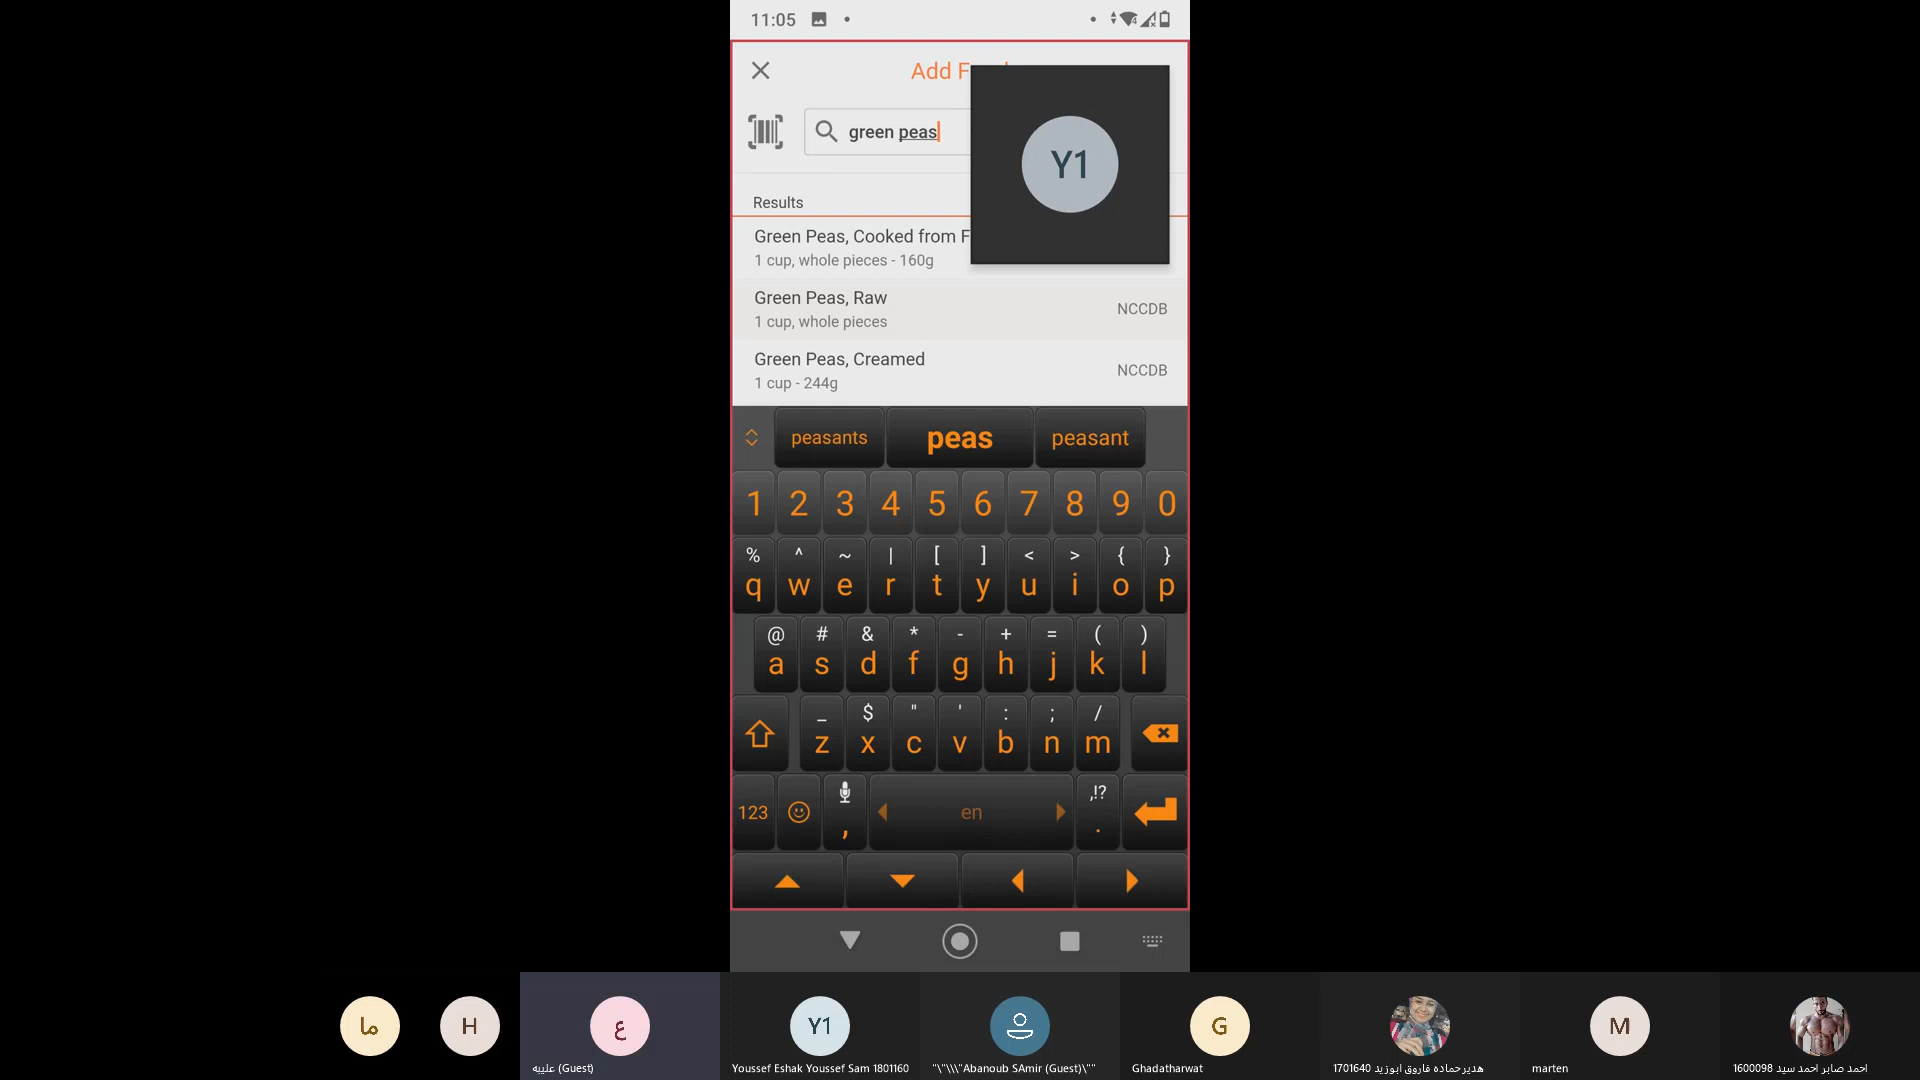 11:05
Add F
green peas
Y1
Results
Green Peas, Cooked from F
1 cup, whole pieces - 160g
Green Peas, Raw
1 cup, whole pieces
NCCDB
Green Peas, Creamed
1 cup - 244g
NCCDB
peasants peas peasant
1 2 3 4 5 6 7 8 9 0
% ^ ~ | [ ] < > { }
q w e r t y u i o p
@ # & * - + = ( )
a s d f g h j k l
_ $ " ' : ; /
z x c v b n m
,!?
123 , en .
ما H ع Y1 G M
عليبه (Guest)
Youssef Eshak Youssef Sam 1801160
"\"\\\"Abanoub SAmir (Guest)\""
Ghadatharwat
هديرحماده فاروق ابوزيد 1701640
marten
احمد صابر احمد سيد 1600098